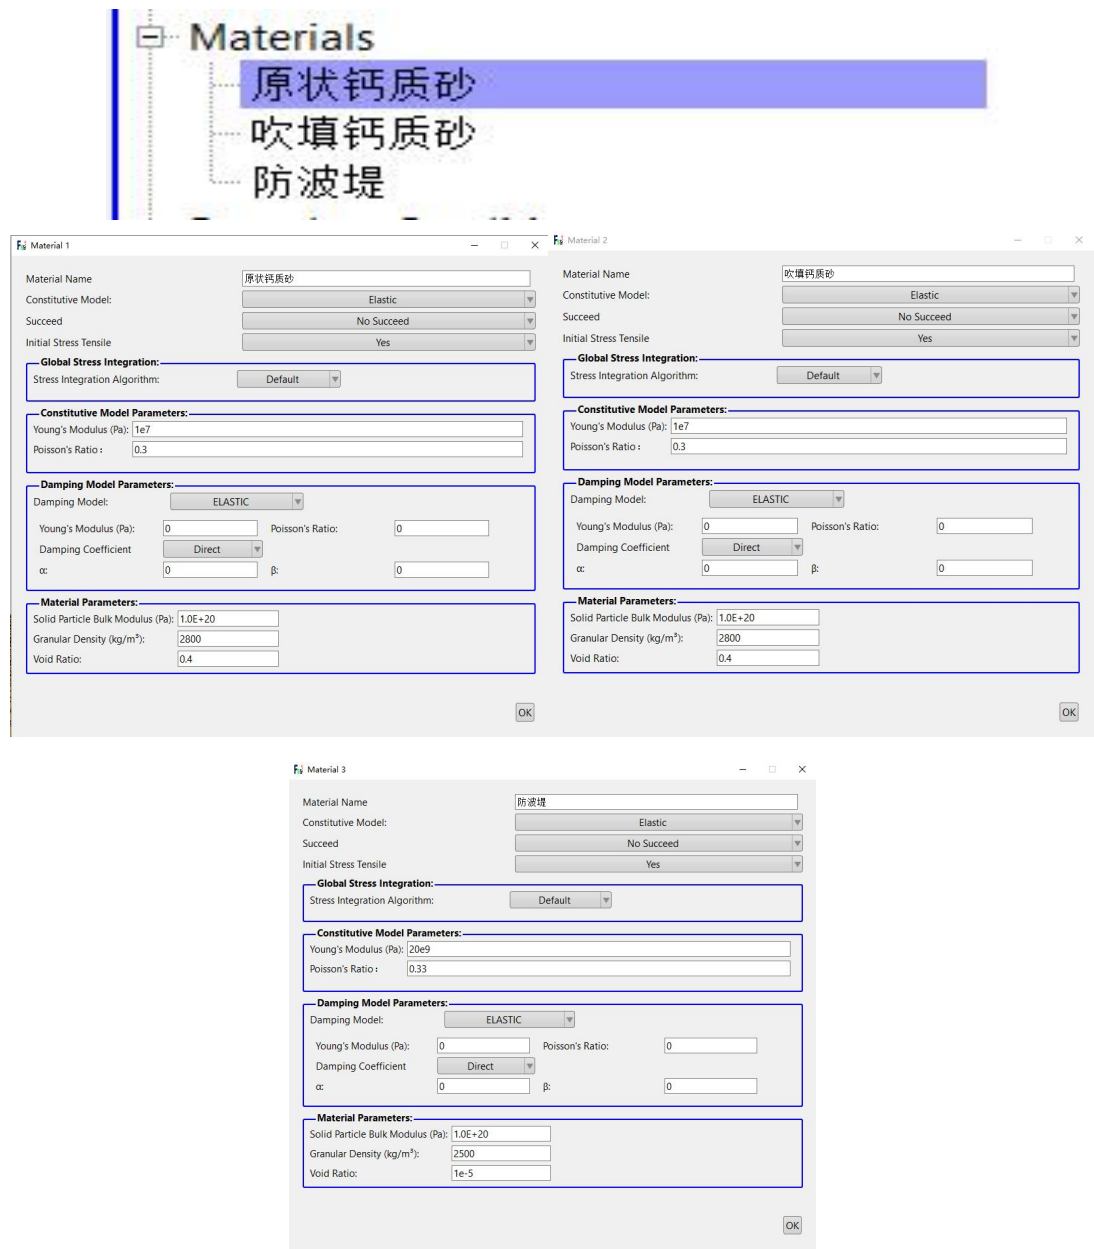 Materials
原状钙质砂
吹填钙质砂
防波堤
Material 1
Material Name 原状钙质砂
Constitutive Model: Elastic
Succeed No Succeed
Initial Stress Tensile Yes
Global Stress Integration:
Stress Integration Algorithm: Default
Constitutive Model Parameters:
Young's Modulus (Pa): 1e7
Poisson's Ratio: 0.3
Damping Model Parameters:
Damping Model: ELASTIC
Young's Modulus (Pa): 0 Poisson's Ratio: 0
Damping Coefficient Direct
α: 0 β: 0
Material Parameters:
Solid Particle Bulk Modulus (Pa): 1.0E+20
Granular Density (kg/m³): 2800
Void Ratio: 0.4
OK
Material 2
Material Name 吹填钙质砂
Constitutive Model: Elastic
Succeed No Succeed
Initial Stress Tensile Yes
Global Stress Integration:
Stress Integration Algorithm: Default
Constitutive Model Parameters:
Young's Modulus (Pa): 1e7
Poisson's Ratio: 0.3
Damping Model Parameters:
Damping Model: ELASTIC
Young's Modulus (Pa): 0 Poisson's Ratio: 0
Damping Coefficient Direct
α: 0 β: 0
Material Parameters:
Solid Particle Bulk Modulus (Pa): 1.0E+20
Granular Density (kg/m³): 2800
Void Ratio: 0.4
OK
Material 3
Material Name 防波堤
Constitutive Model: Elastic
Succeed No Succeed
Initial Stress Tensile Yes
Global Stress Integration:
Stress Integration Algorithm: Default
Constitutive Model Parameters:
Young's Modulus (Pa): 20e9
Poisson's Ratio: 0.33
Damping Model Parameters:
Damping Model: ELASTIC
Young's Modulus (Pa): 0 Poisson's Ratio: 0
Damping Coefficient Direct
α: 0 β: 0
Material Parameters:
Solid Particle Bulk Modulus (Pa): 1.0E+20
Granular Density (kg/m³): 2500
Void Ratio: 1e-5
OK